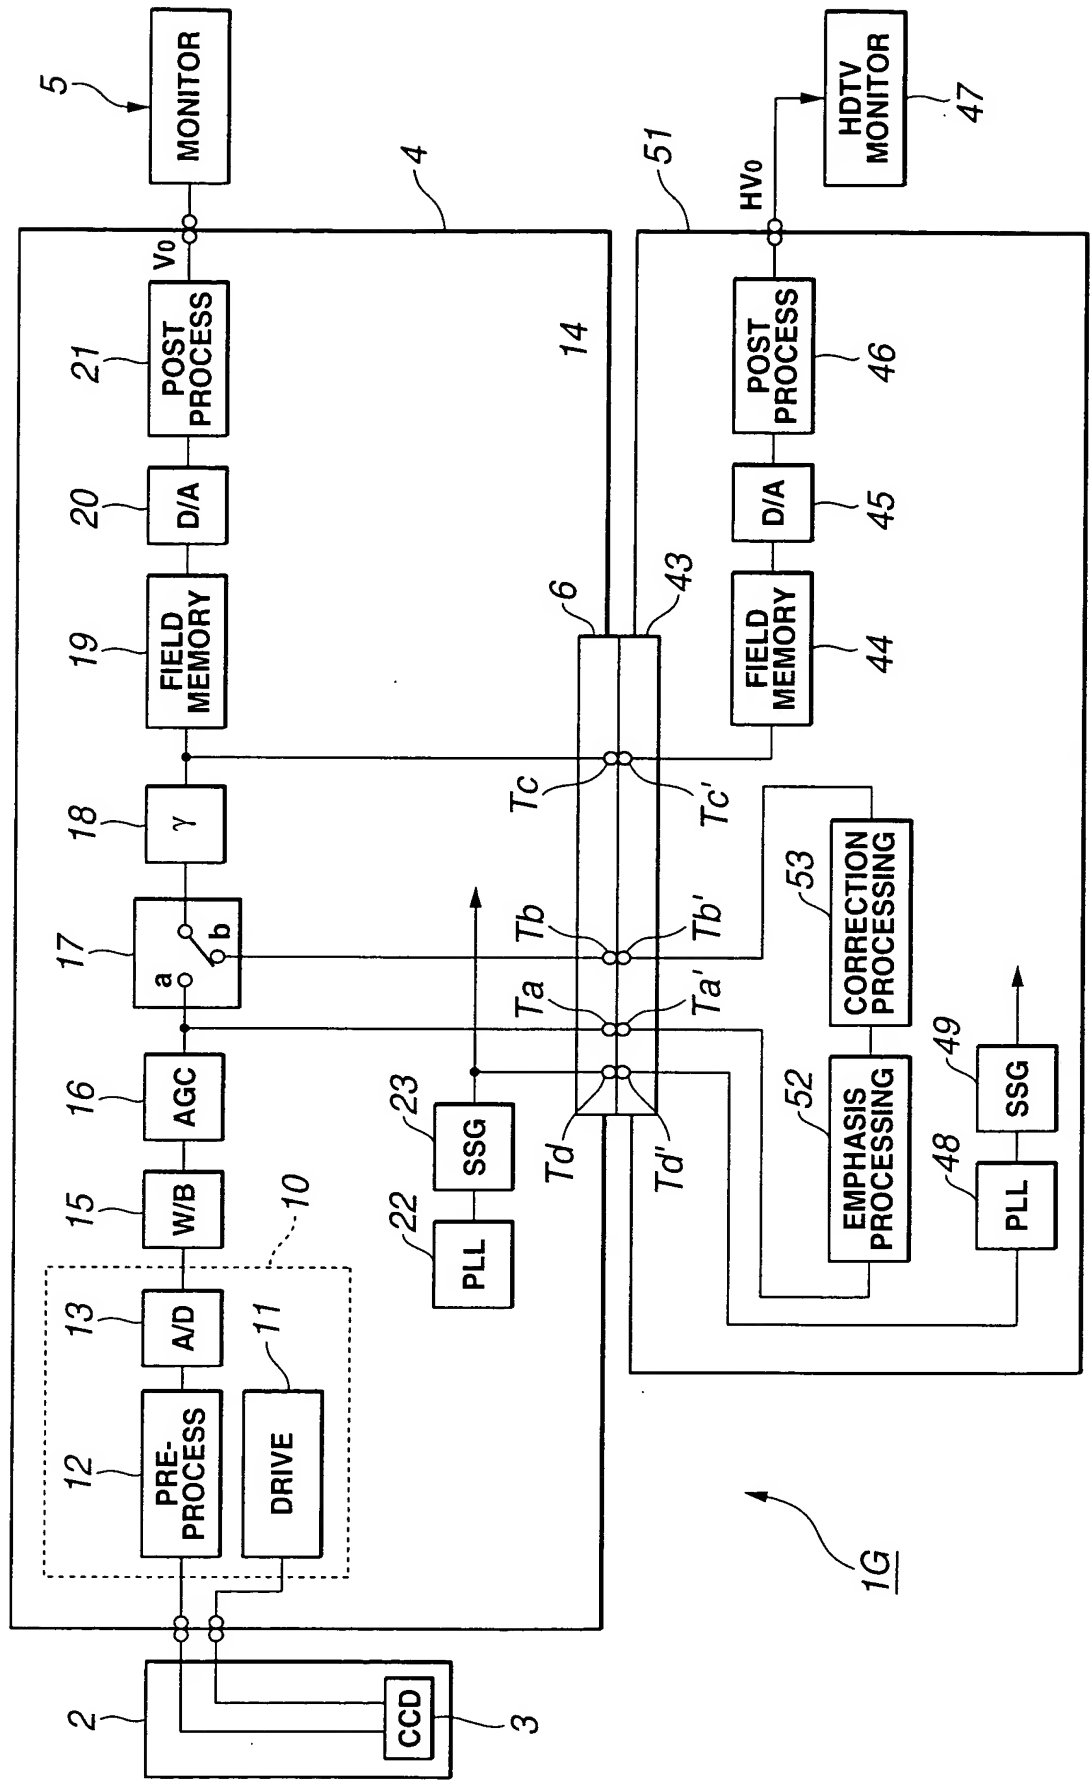 5
MONITOR
V0
4
21
POST
PROCESS
20
D/A
19
FIELD
MEMORY
18
γ
17
a
b
16
AGC
15
W/B
10
13
A/D
12
PRE-
PROCESS
11
DRIVE
2
CCD
3
14
23
SSG
22
PLL
6
43
Tc
Tc'
Tb
Tb'
Ta
Ta'
Td
Td'
51
HV0
HDTV
MONITOR
47
POST
PROCESS
46
D/A
45
FIELD
MEMORY
44
53
CORRECTION
PROCESSING
52
EMPHASIS
PROCESSING
49
SSG
48
PLL
1G